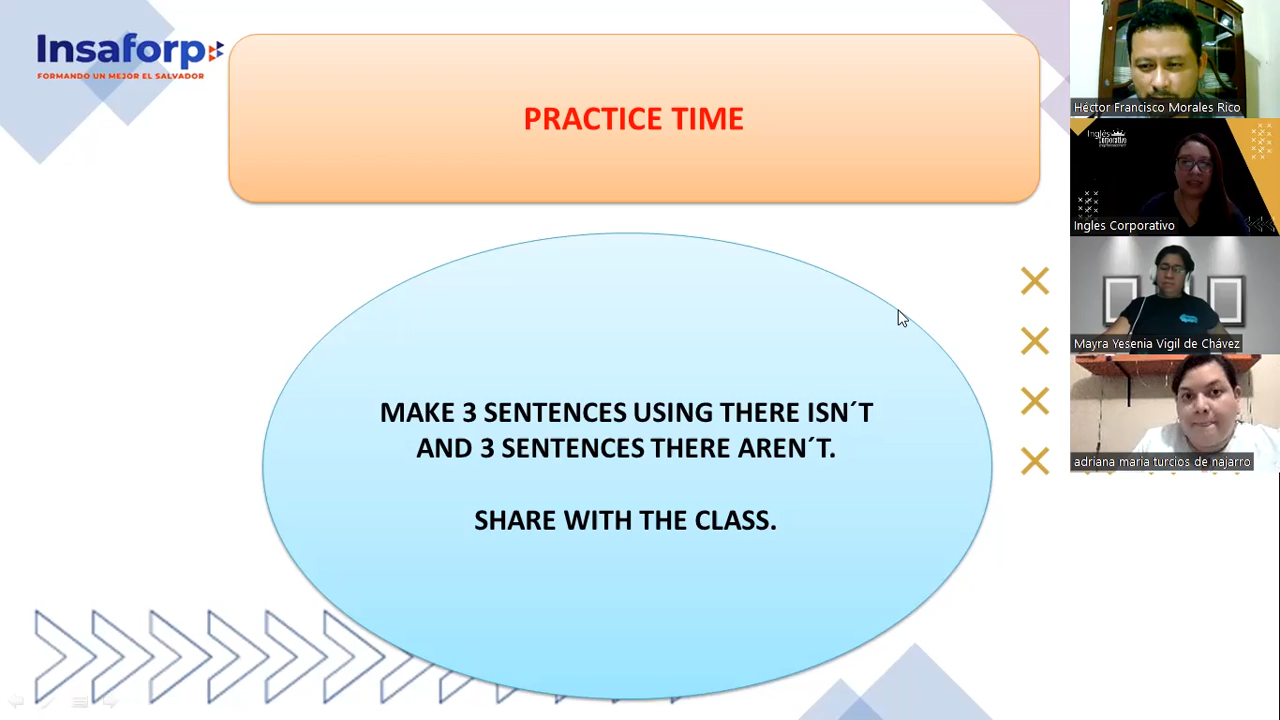 Insaforp
FORMANDO UN MEJOR EL SALVADOR
PRACTICE TIME
MAKE 3 SENTENCES USING THERE ISN´T
AND 3 SENTENCES THERE AREN´T.
SHARE WITH THE CLASS.
Héctor Francisco Morales Rico
Inglés
Corporativo
Ingles Corporativo
Mayra Yesenia Vigil de Chávez
adriana maria turcios de najarro